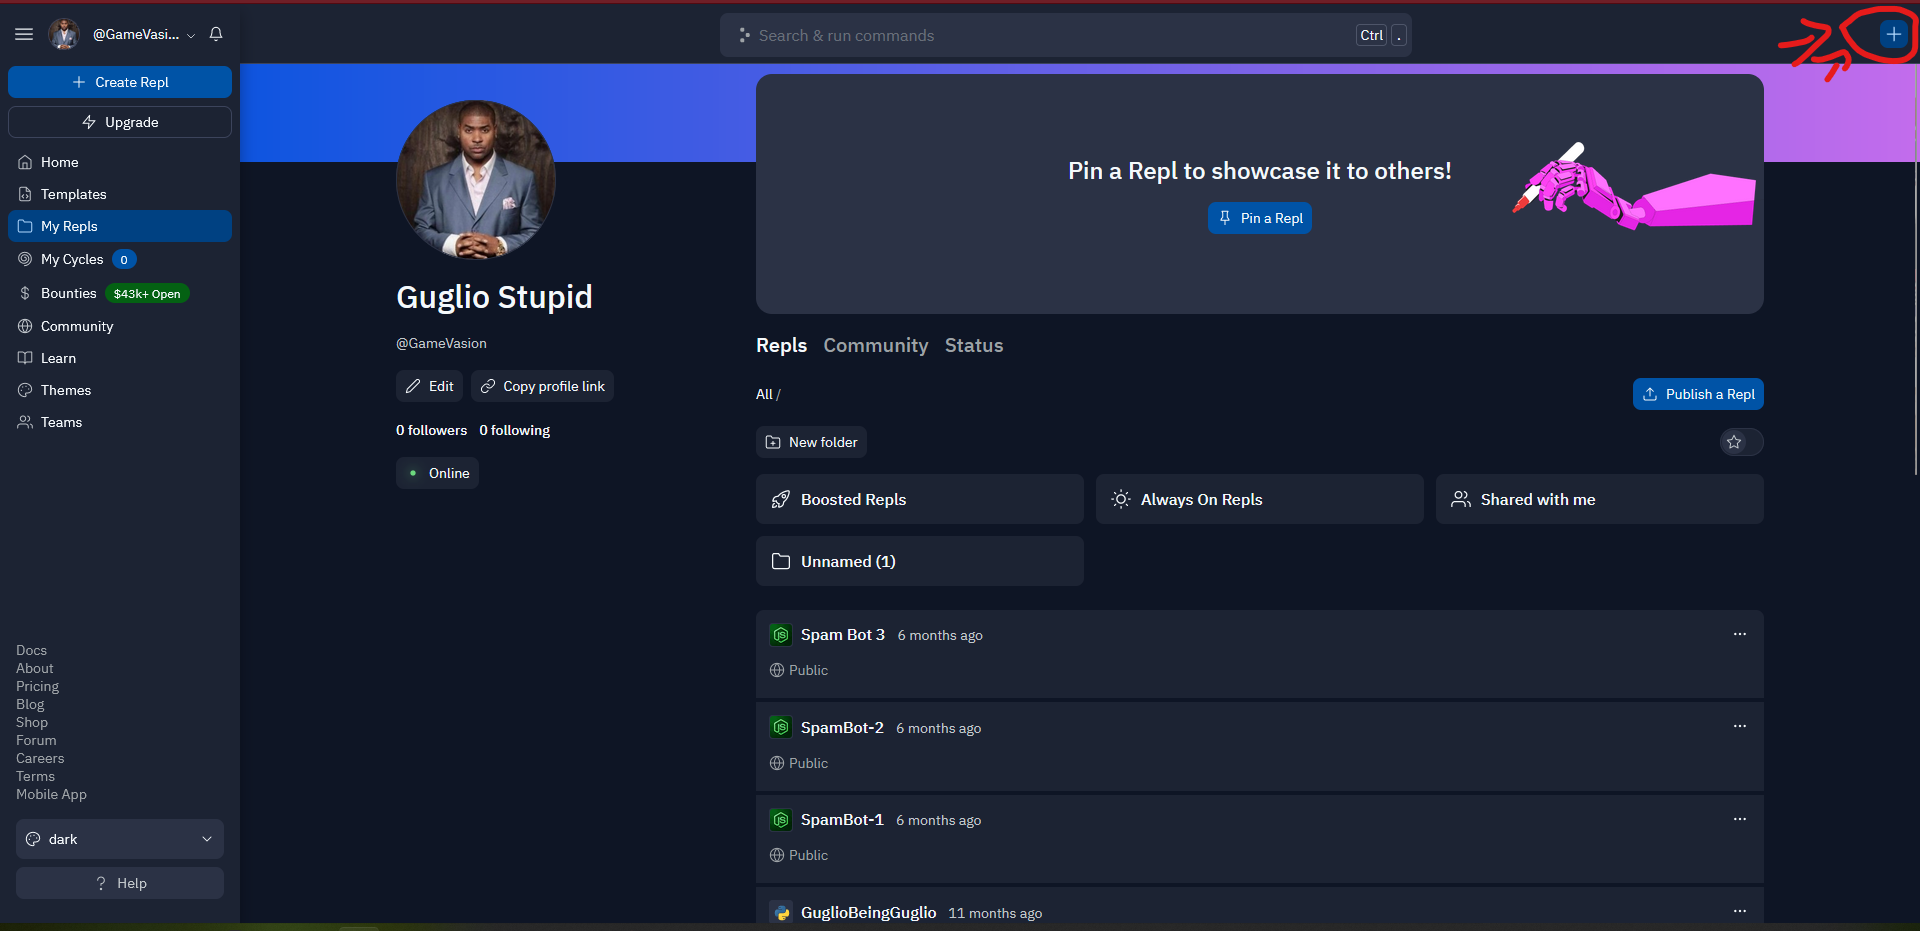 @GameVasi...
Search & run commands
Ctrl .
+ Create Repl
Upgrade
Home
Templates
My Repls
My Cycles 0
Bounties $43k+ Open
Community
Learn
Themes
Teams
Docs
About
Pricing
Blog
Shop
Forum
Careers
Terms
Mobile App
dark
? Help
Guglio Stupid
@GameVasion
Edit
Copy profile link
0 followers 0 following
Online
Pin a Repl to showcase it to others!
Pin a Repl
Repls Community Status
All /
Publish a Repl
New folder
Boosted Repls
Always On Repls
Shared with me
Unnamed (1)
Spam Bot 3 6 months ago
Public
SpamBot-2 6 months ago
Public
SpamBot-1 6 months ago
Public
GuglioBeingGuglio 11 months ago